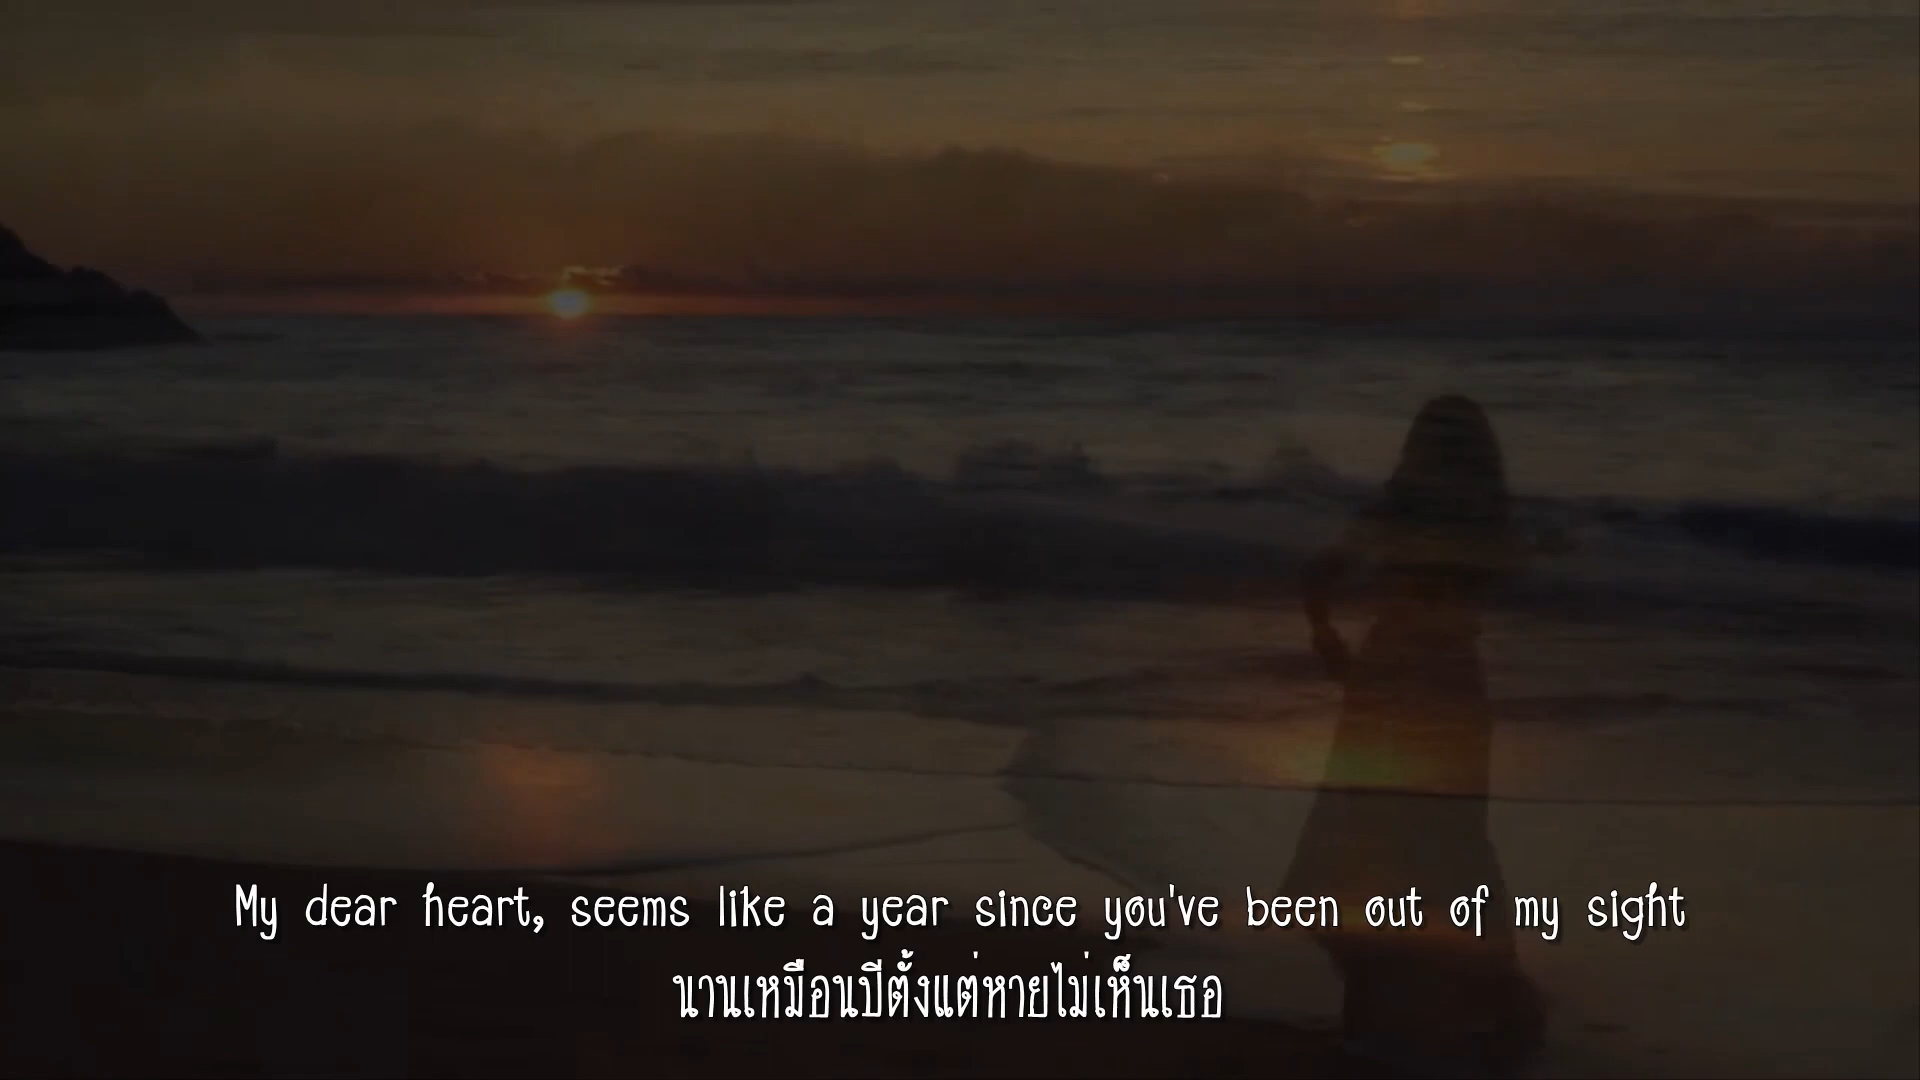 My dear heart, seems like a year since you've been out of my sight
นานเหมือนปีตั้งแต่หายไม่เห็นเธอ